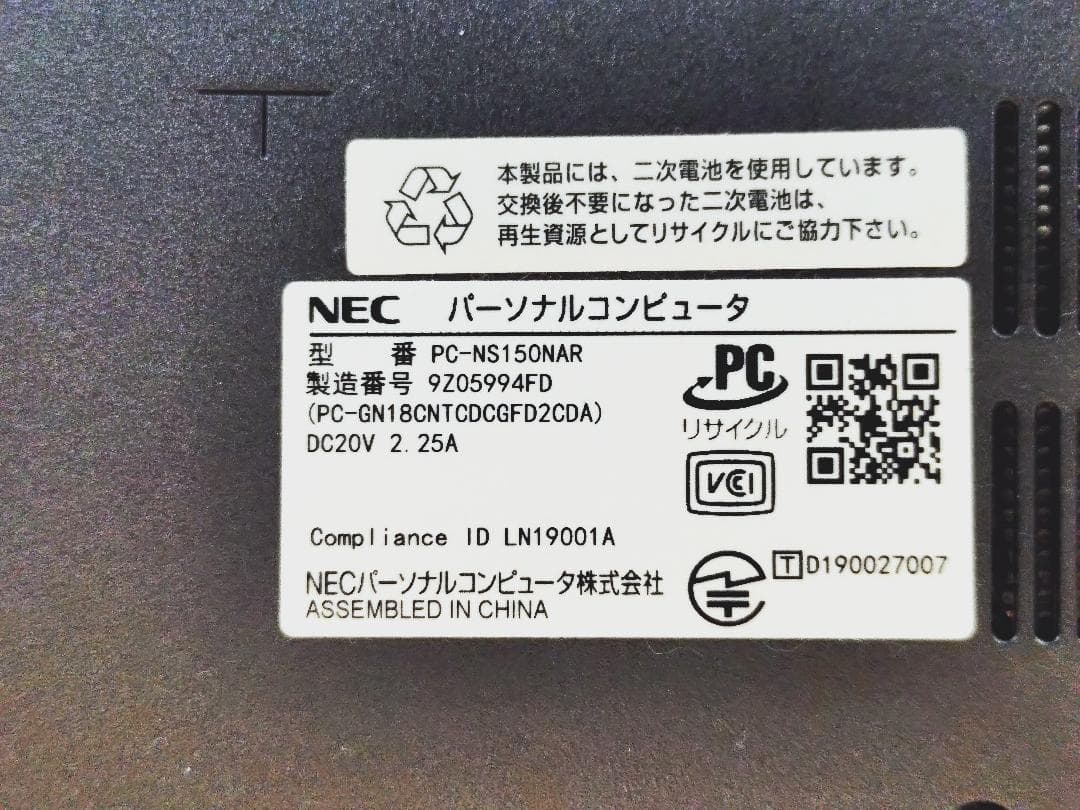 本製品には、二次電池を使用しています。
交換後不要になった二次電池は、
再生資源としてリサイクルにご協力下さい。
NEC パーソナルコンピュータ
型 番 PC-NS150NAR
製造番号 9Z05994FD
(PC-GN18CNTCDCGFD2CDA)
DC20V 2.25A
PC
リサイクル
VCI
Compliance ID LN19001A
T D190027007
NECパーソナルコンピュータ株式会社
ASSEMBLED IN CHINA